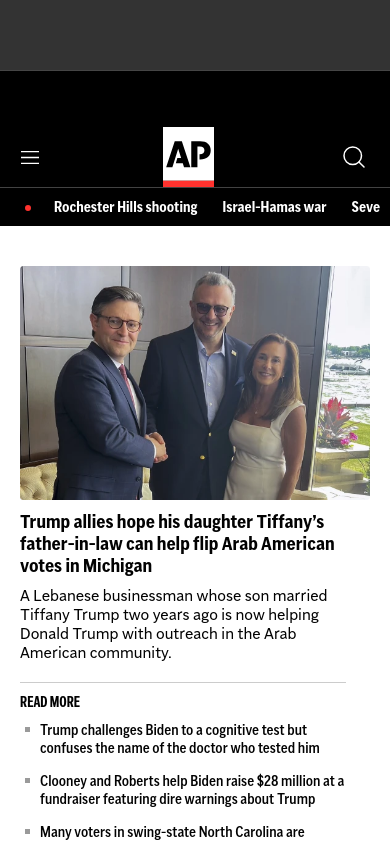 AP
Rochester Hills shooting Israel-Hamas war Seve
Trump allies hope his daughter Tiffany's
father-in-law can help flip Arab American
votes in Michigan
A Lebanese businessman whose son married
Tiffany Trump two years ago is now helping
Donald Trump with outreach in the Arab
American community.
READ MORE
Trump challenges Biden to a cognitive test but
confuses the name of the doctor who tested him
Clooney and Roberts help Biden raise $28 million at a
fundraiser featuring dire warnings about Trump
Many voters in swing-state North Carolina are